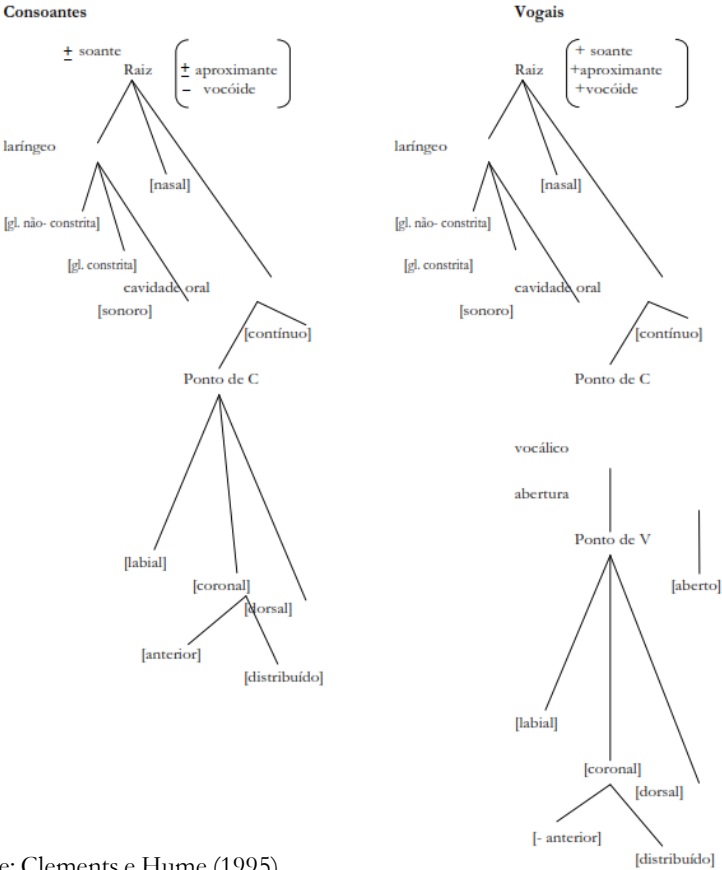 Consoantes
± soante
Raiz
± aproximante
− vocóide
laríngeo
[nasal]
[gl. não- constrita]
[gl. constrita]
cavidade oral
[sonoro]
[contínuo]
Ponto de C
[labial]
[coronal]
[dorsal]
[anterior]
[distribuído]
Vogais
+ soante
Raiz
+aproximante
+vocóide
laríngeo
[nasal]
[gl. não- constrita]
[gl. constrita]
cavidade oral
[sonoro]
[contínuo]
Ponto de C
vocálico
abertura
Ponto de V
[aberto]
[labial]
[coronal]
[dorsal]
[- anterior]
[distribuído]
e: Clements e Hume (1995)